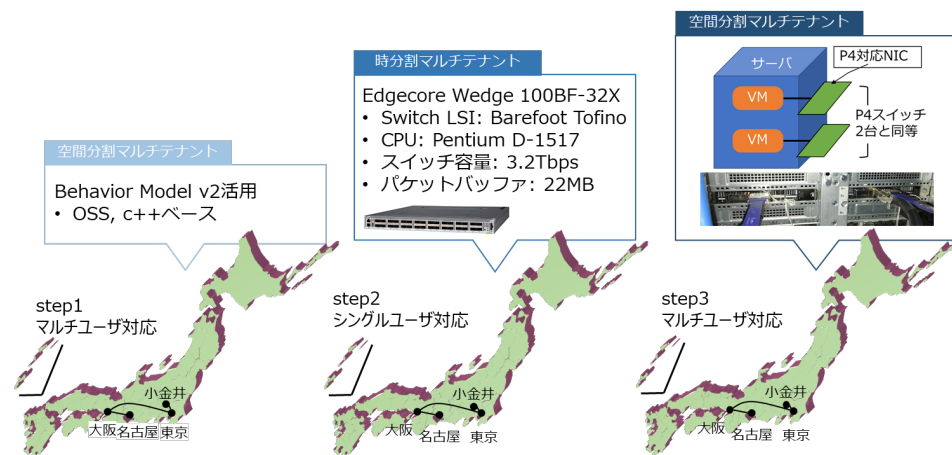 空間分割マルチテナント
Behavior Model v2活用
• OSS, c++ベース
step1
マルチユーザ対応
小金井
大阪
名古屋
東京
時分割マルチテナント
Edgecore Wedge 100BF-32X
• Switch LSI: Barefoot Tofino
• CPU: Pentium D-1517
• スイッチ容量: 3.2Tbps
• パケットバッファ: 22MB
step2
シングルユーザ対応
小金井
大阪
名古屋
東京
空間分割マルチテナント
サーバ
P4対応NIC
VM
VM
P4スイッチ
2台と同等
step3
マルチユーザ対応
小金井
大阪
名古屋
東京